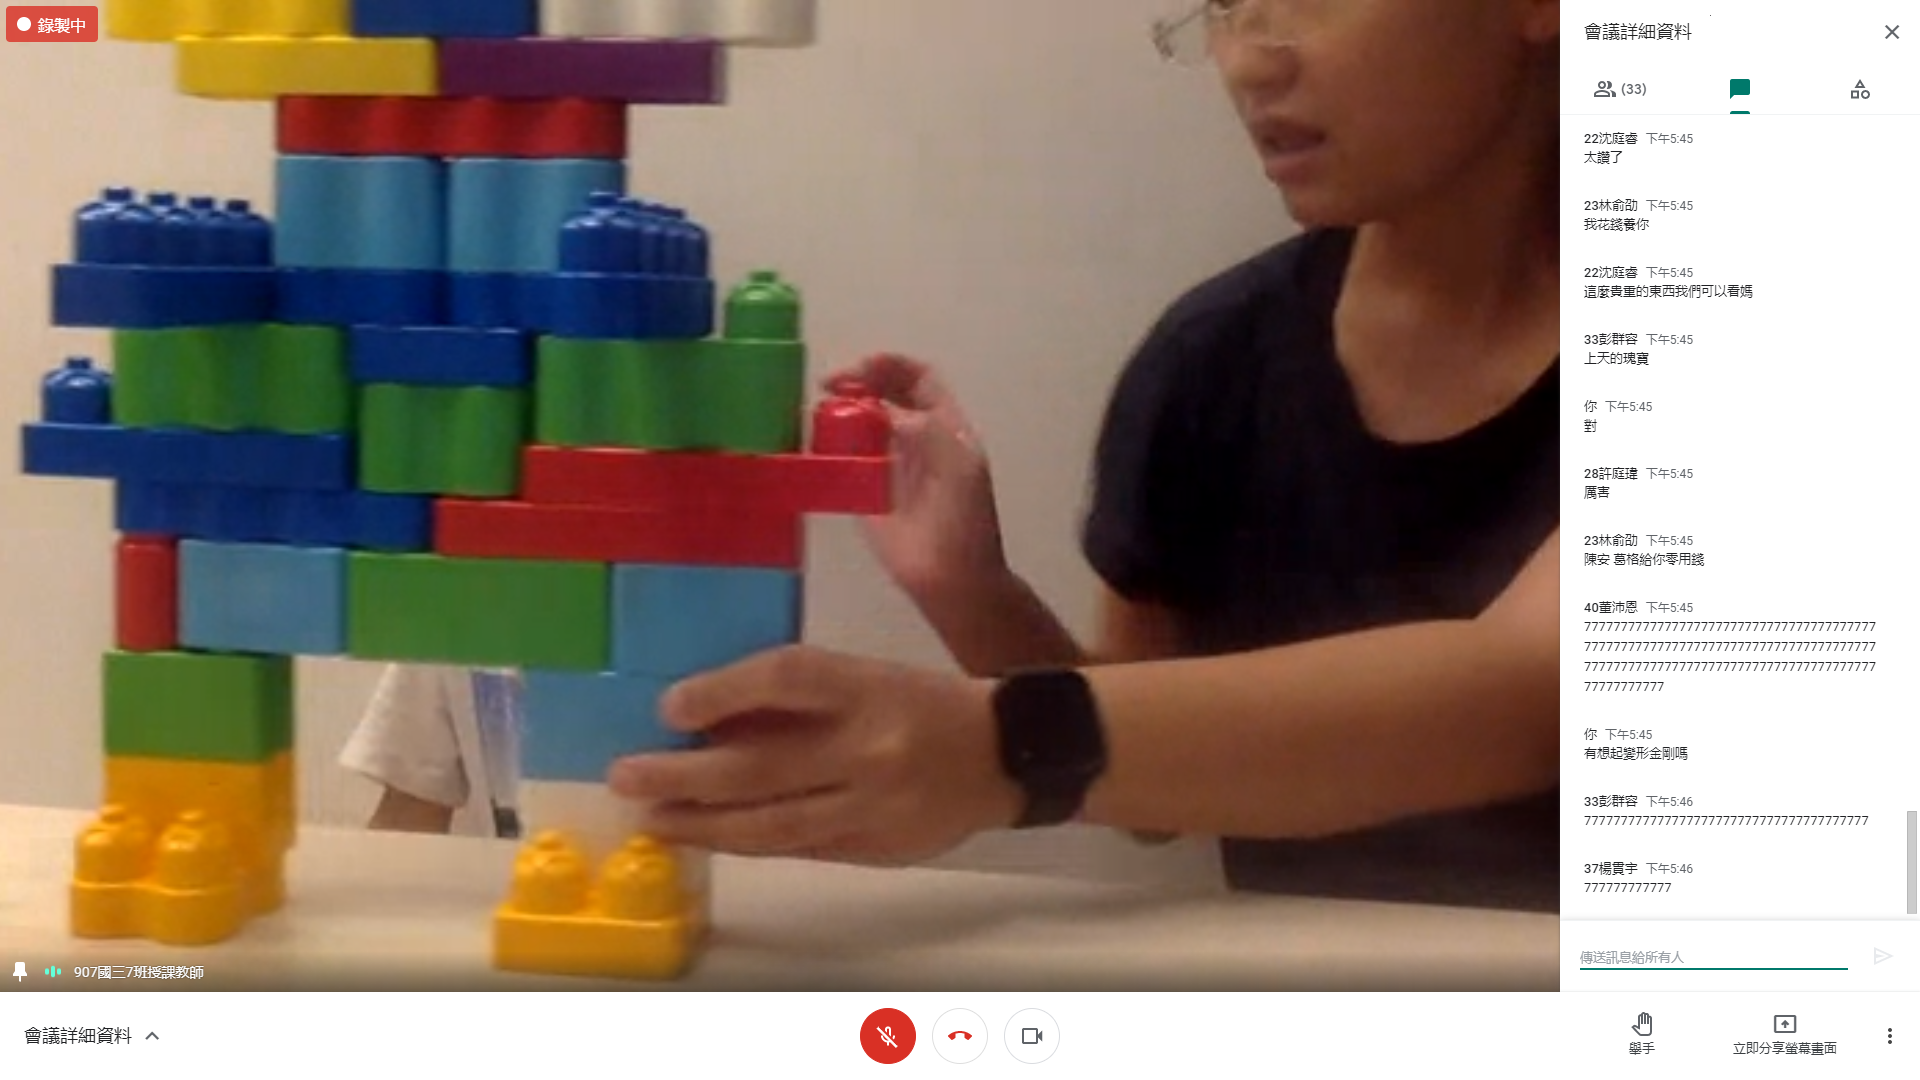 錄製中
907國三7班授課教師
會議詳細資料
(33)
22沈庭睿 下午5:45
太讚了
23林俞劭 下午5:45
我花錢養你
22沈庭睿 下午5:45
這麼貴重的東西我們可以看媽
33彭群容 下午5:45
上天的瑰寶
你 下午5:45
對
28許庭瑋 下午5:45
厲害
23林俞劭 下午5:45
陳安 葛格給你零用錢
40董沛恩 下午5:45
7777777777777777777777777777777777777777
7777777777777777777777777777777777777777
7777777777777777777777777777777777777777
77777777777
你 下午5:45
有想起變形金剛嗎
33彭群容 下午5:46
777777777777777777777777777777777777777
37楊貫宇 下午5:46
777777777777
傳送訊息給所有人
會議詳細資料
舉手
立即分享螢幕畫面